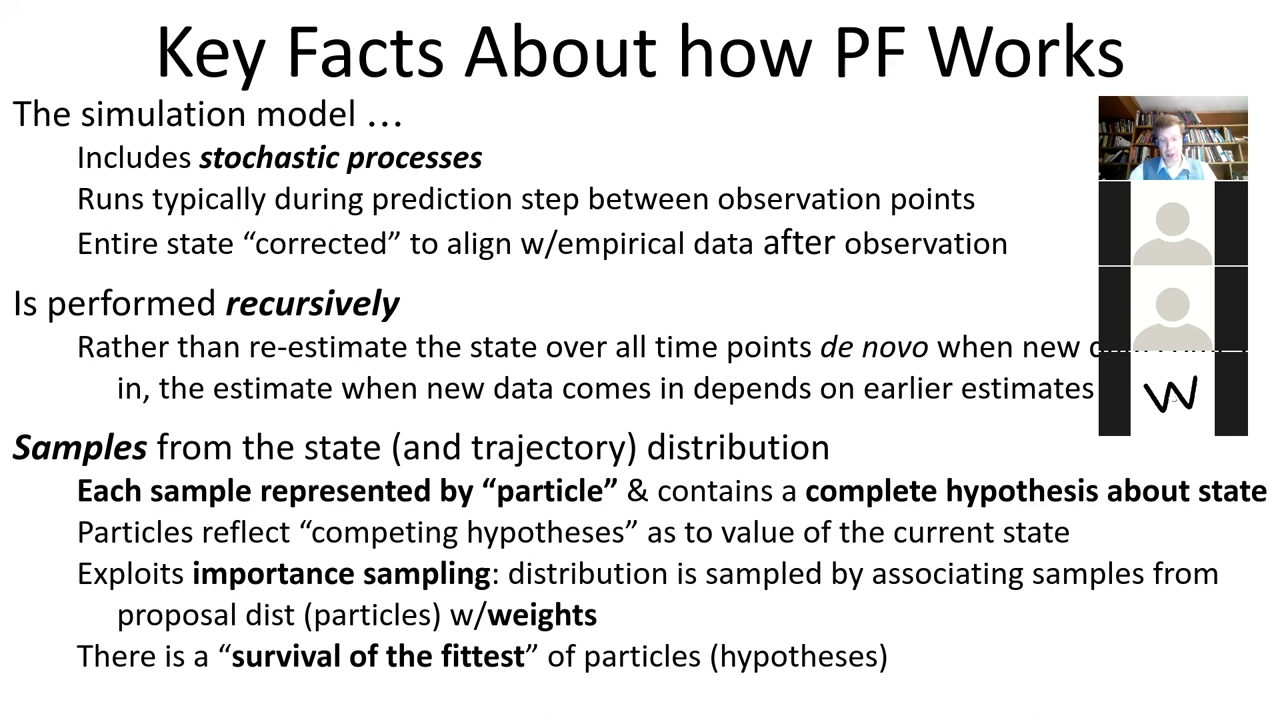 Key Facts About how PF Works
The simulation model …
Includes stochastic processes
Runs typically during prediction step between observation points
Entire state “corrected” to align w/empirical data after observation
Is performed recursively
Rather than re-estimate the state over all time points de novo when new
in, the estimate when new data comes in depends on earlier estimates
W
Samples from the state (and trajectory) distribution
Each sample represented by “particle” & contains a complete hypothesis about state
Particles reflect “competing hypotheses” as to value of the current state
Exploits importance sampling: distribution is sampled by associating samples from
proposal dist (particles) w/weights
There is a “survival of the fittest” of particles (hypotheses)